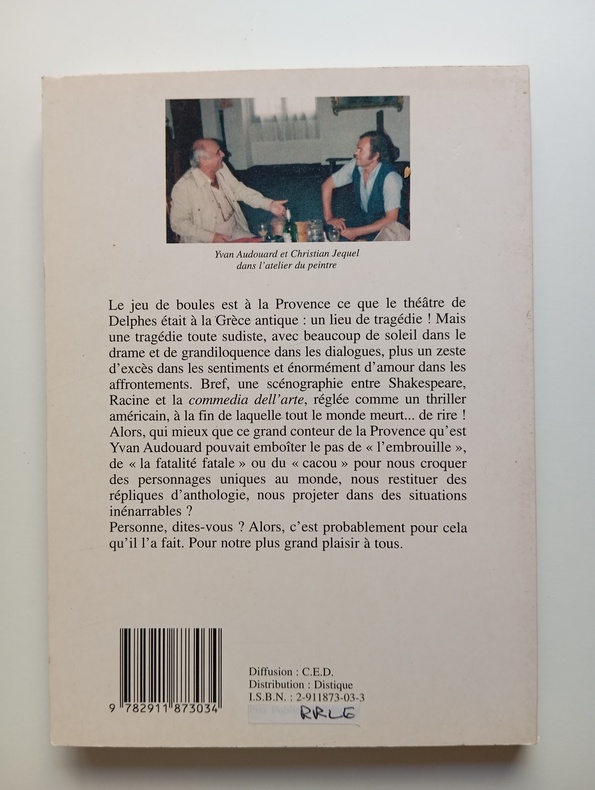 Yvan Audouard et Christian Jequel
dans l'atelier du peintre
Le jeu de boules est à la Provence ce que le théâtre de
Delphes était à la Grèce antique : un lieu de tragédie ! Mais
une tragédie toute sudiste, avec beaucoup de soleil dans le
drame et de grandiloquence dans les dialogues, plus un zeste
d'excès dans les sentiments et énormément d'amour dans les
affrontements. Bref, une scénographie entre Shakespeare,
Racine et la commedia dell'arte, réglée comme un thriller
américain, à la fin de laquelle tout le monde meurt... de rire !
Alors, qui mieux que ce grand conteur de la Provence qu'est
Yvan Audouard pouvait emboîter le pas de « l'embrouille »,
de « la fatalité fatale » ou du « cacou » pour nous croquer
des personnages uniques au monde, nous restituer des
répliques d'anthologie, nous projeter dans des situations
inénarrables ?
Personne, dites-vous ? Alors, c'est probablement pour cela
qu'il l'a fait. Pour notre plus grand plaisir à tous.
Diffusion : C.E.D.
Distribution : Distique
I.S.B.N. : 2-911873-03-3
RRLG
9 782911 873034